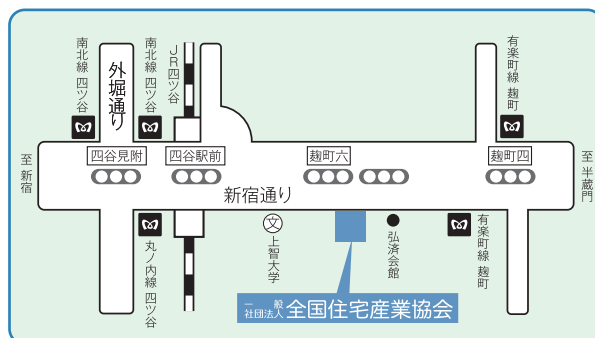 南北線 四ツ谷
外堀通り
南北線 四ツ谷
JR四ツ谷
有楽町線 麹町
至 新宿
四谷見附
四谷駅前
麹町六
麹町四
至 半蔵門
新宿通り
丸ノ内線 四ツ谷
文
上智大学
弘済会館
有楽町線 麹町
一般社団法人 全国住宅産業協会